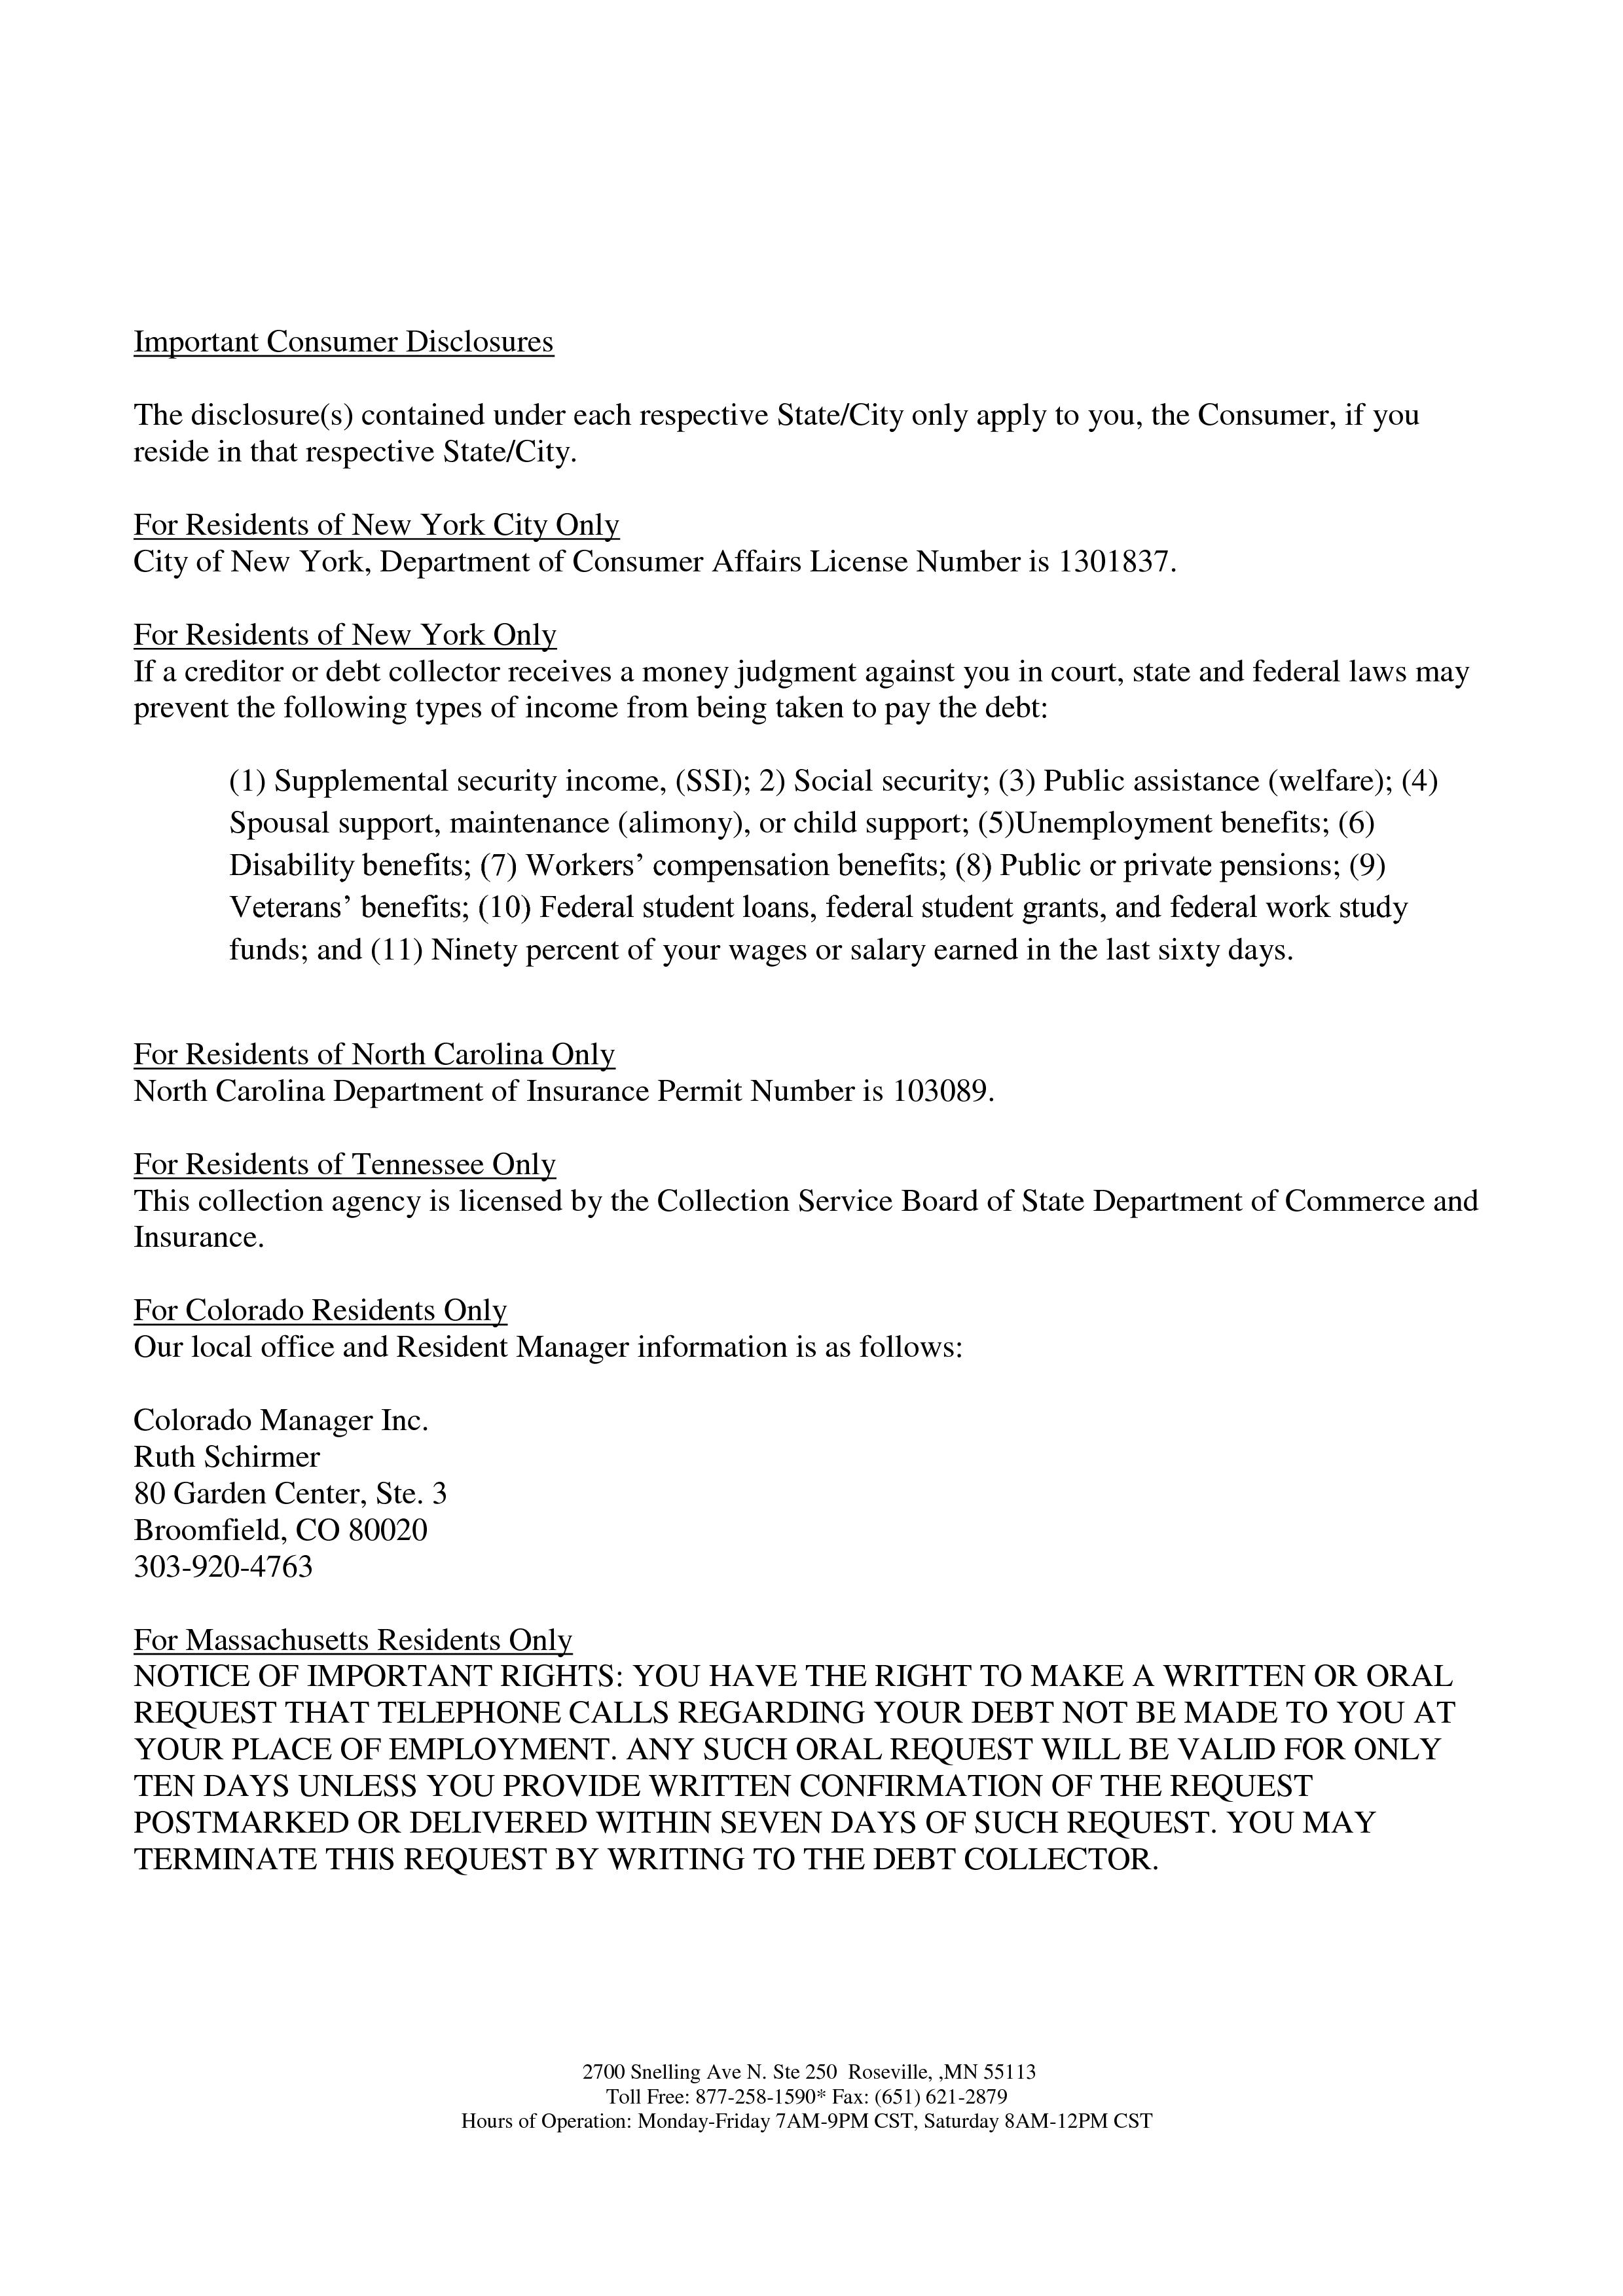 Important Consumer Disclosures
The disclosure(s) contained under each respective State/City only apply to you, the Consumer, if you
reside in that respective State/City.
For Residents of New York City Only
City of New York, Department of Consumer Affairs License Number is 1301837.
For Residents of New York Only
If a creditor or debt collector receives a money judgment against you in court, state and federal laws may
prevent the following types of income from being taken to pay the debt:
(1) Supplemental security income, (SSI); 2) Social security; (3) Public assistance (welfare); (4)
Spousal support, maintenance (alimony), or child support; (5)Unemployment benefits; (6)
Disability benefits; (7) Workers’ compensation benefits; (8) Public or private pensions; (9)
Veterans’ benefits; (10) Federal student loans, federal student grants, and federal work study
funds; and (11) Ninety percent of your wages or salary earned in the last sixty days.
For Residents of North Carolina Only
North Carolina Department of Insurance Permit Number is 103089.
For Residents of Tennessee Only
This collection agency is licensed by the Collection Service Board of State Department of Commerce and
Insurance.
For Colorado Residents Only
Our local office and Resident Manager information is as follows:
Colorado Manager Inc.
Ruth Schirmer
80 Garden Center, Ste. 3
Broomfield, CO 80020
303-920-4763
For Massachusetts Residents Only
NOTICE OF IMPORTANT RIGHTS: YOU HAVE THE RIGHT TO MAKE A WRITTEN OR ORAL
REQUEST THAT TELEPHONE CALLS REGARDING YOUR DEBT NOT BE MADE TO YOU AT
YOUR PLACE OF EMPLOYMENT. ANY SUCH ORAL REQUEST WILL BE VALID FOR ONLY
TEN DAYS UNLESS YOU PROVIDE WRITTEN CONFIRMATION OF THE REQUEST
POSTMARKED OR DELIVERED WITHIN SEVEN DAYS OF SUCH REQUEST. YOU MAY
TERMINATE THIS REQUEST BY WRITING TO THE DEBT COLLECTOR.
2700 Snelling Ave N. Ste 250  Roseville, ,MN 55113
Toll Free: 877-258-1590* Fax: (651) 621-2879
Hours of Operation: Monday-Friday 7AM-9PM CST, Saturday 8AM-12PM CST